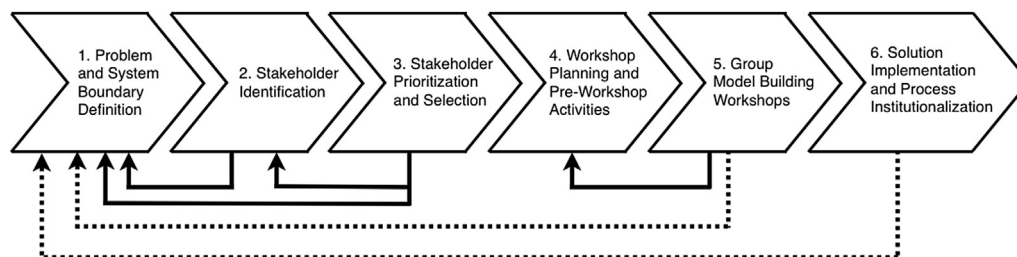 1. Problem
and System
Boundary
Definition
2. Stakeholder
Identification
3. Stakeholder
Prioritization
and Selection
4. Workshop
Planning and
Pre-Workshop
Activities
5. Group
Model Building
Workshops
6. Solution
Implementation
and Process
Institutionalization